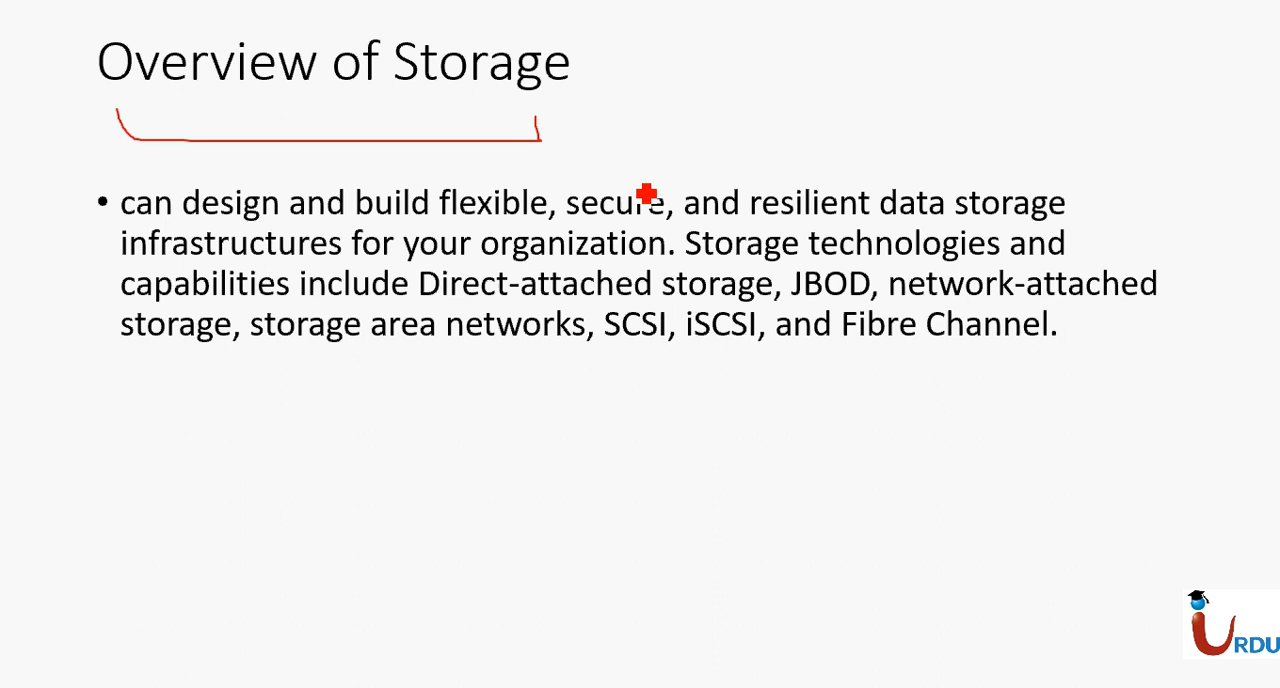 Overview of Storage
• can design and build flexible, secure, and resilient data storage
infrastructures for your organization. Storage technologies and
capabilities include Direct-attached storage, JBOD, network-attached
storage, storage area networks, SCSI, iSCSI, and Fibre Channel.
URDU